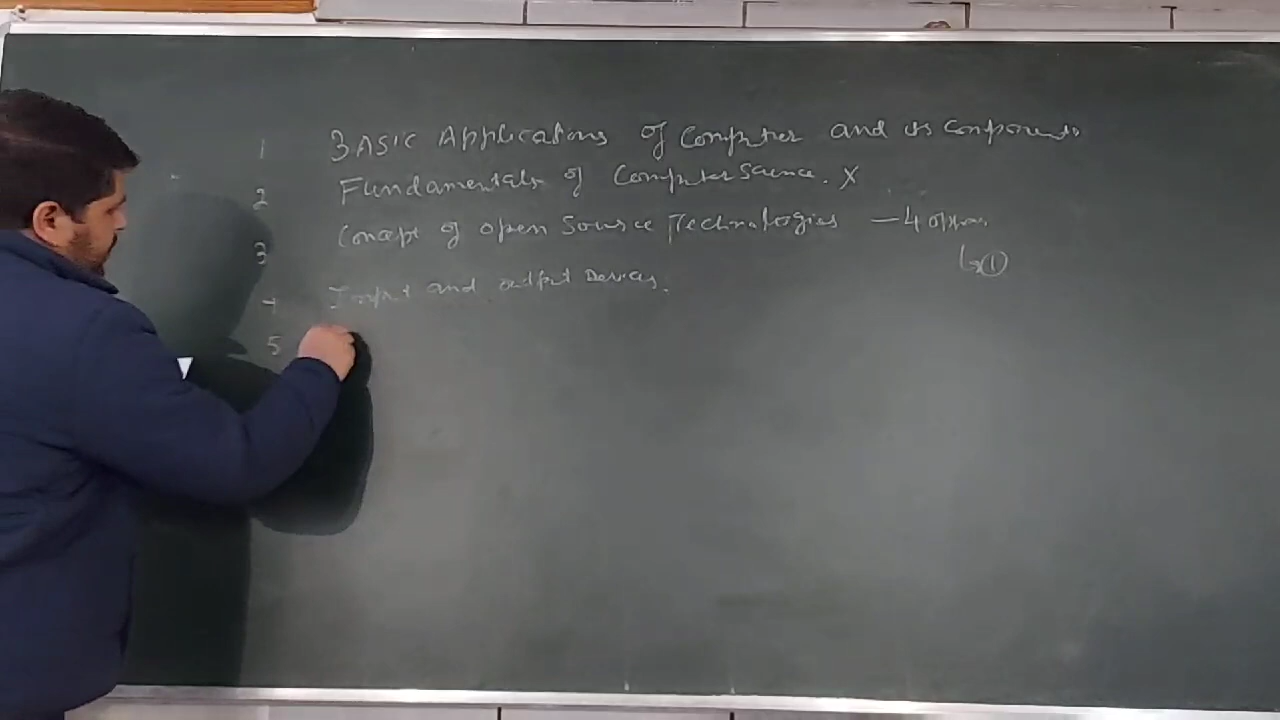 1 BASIC Applications of Computer and its Components
2 Fundamentals of Computer Science. X
3 Concept of open Source Technologies — 4 options
↳ ①
4 Input and output Devices.
5